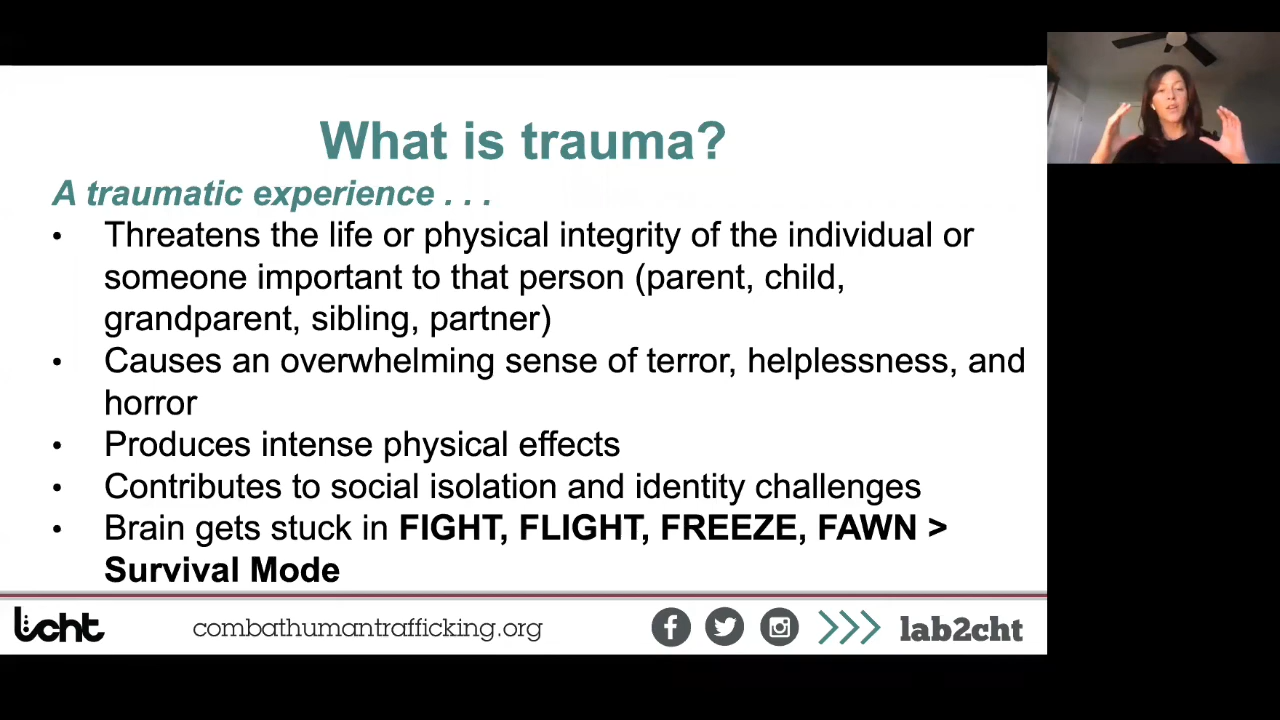 What is trauma?
A traumatic experience . . .
• Threatens the life or physical integrity of the individual or
someone important to that person (parent, child,
grandparent, sibling, partner)
• Causes an overwhelming sense of terror, helplessness, and
horror
• Produces intense physical effects
• Contributes to social isolation and identity challenges
• Brain gets stuck in FIGHT, FLIGHT, FREEZE, FAWN >
Survival Mode
lcht combathumantrafficking.org lab2cht